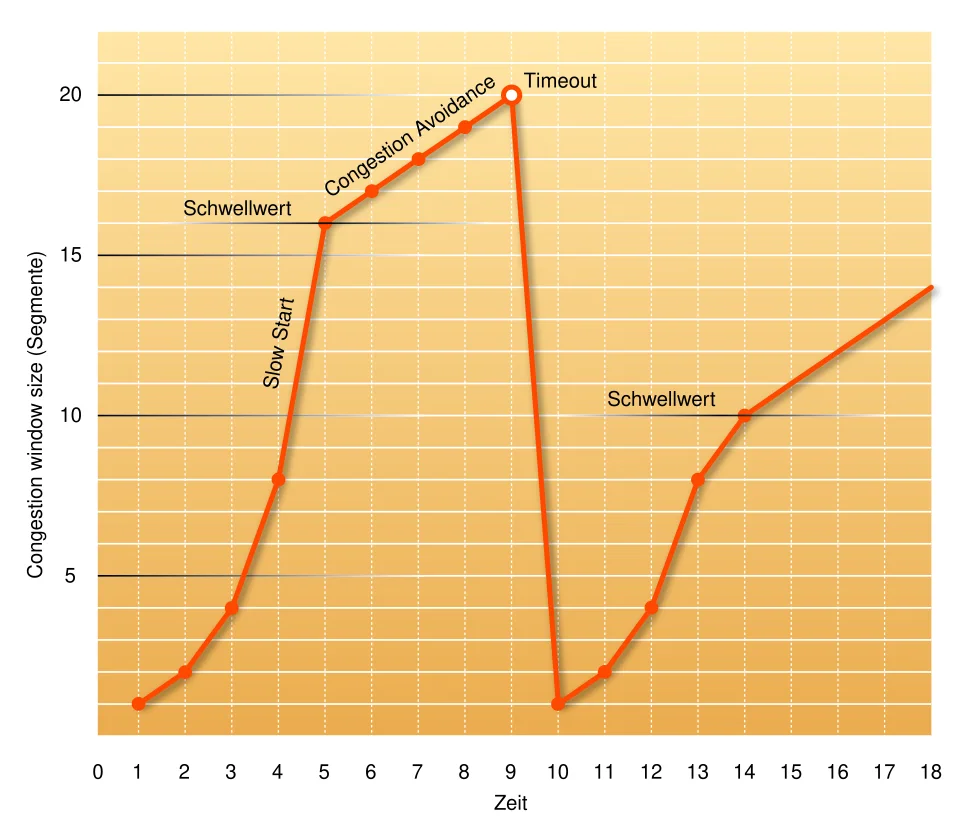 Timeout
20
Congestion Avoidance
Schwellwert
15
Slow Start
Schwellwert
10
5
Congestion window size (Segmente)
0 1 2 3 4 5 6 7 8 9 10 11 12 13 14 15 16 17 18
Zeit